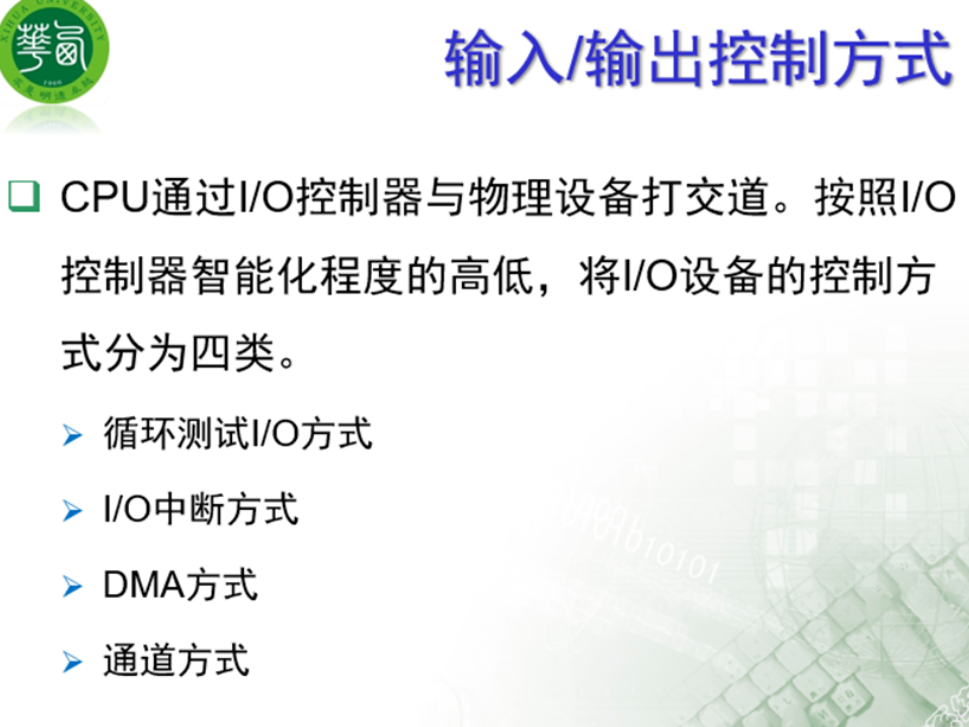 XIHUA UNIVERSITY
1960
输入/输出控制方式
CPU通过I/O控制器与物理设备打交道。按照I/O
控制器智能化程度的高低，将I/O设备的控制方
式分为四类。
循环测试I/O方式
I/O中断方式
DMA方式
通道方式